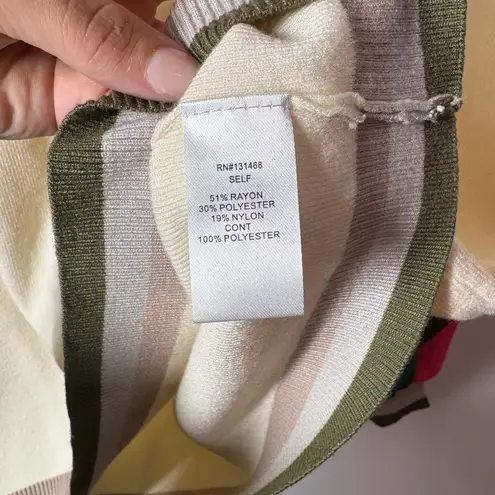 RN#131468
SELF
51% RAYON
30% POLYESTER
19% NYLON
CONT
100% POLYESTER